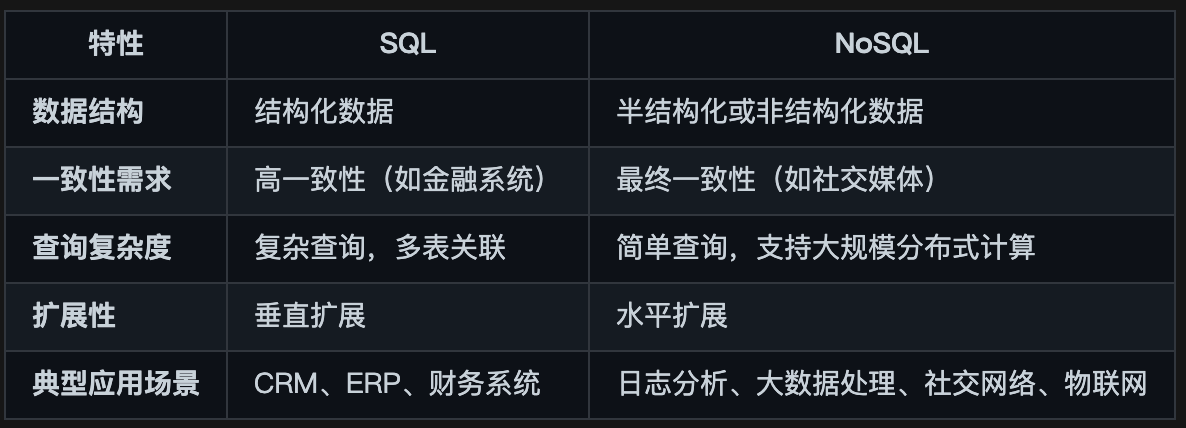 特性 SQL NoSQL
数据结构 结构化数据 半结构化或非结构化数据
一致性需求 高一致性（如金融系统） 最终一致性（如社交媒体）
查询复杂度 复杂查询，多表关联 简单查询，支持大规模分布式计算
扩展性 垂直扩展 水平扩展
典型应用场景 CRM、ERP、财务系统 日志分析、大数据处理、社交网络、物联网